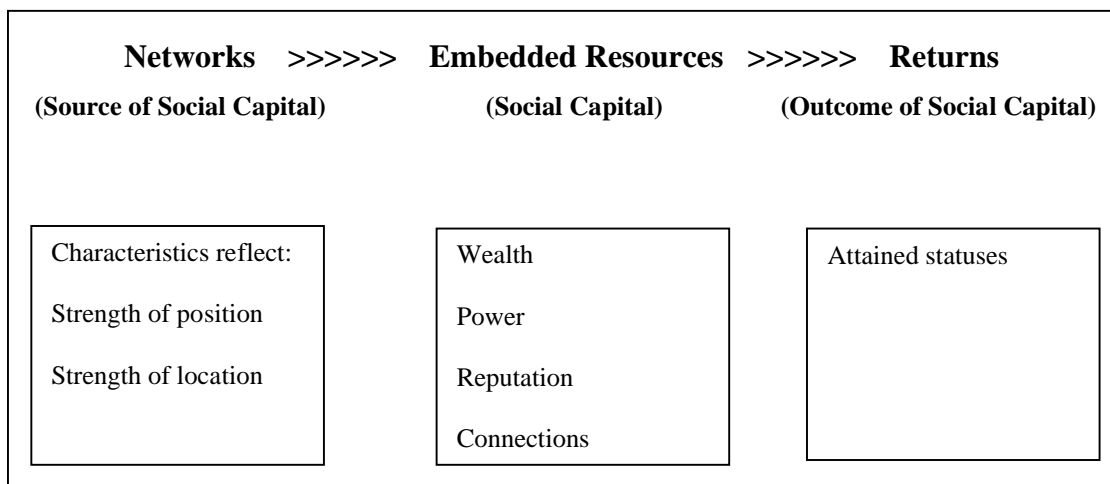 Networks >>>>>> Embedded Resources >>>>>> Returns
(Source of Social Capital) (Social Capital) (Outcome of Social Capital)
Characteristics reflect:
Strength of position
Strength of location
Wealth
Power
Reputation
Connections
Attained statuses